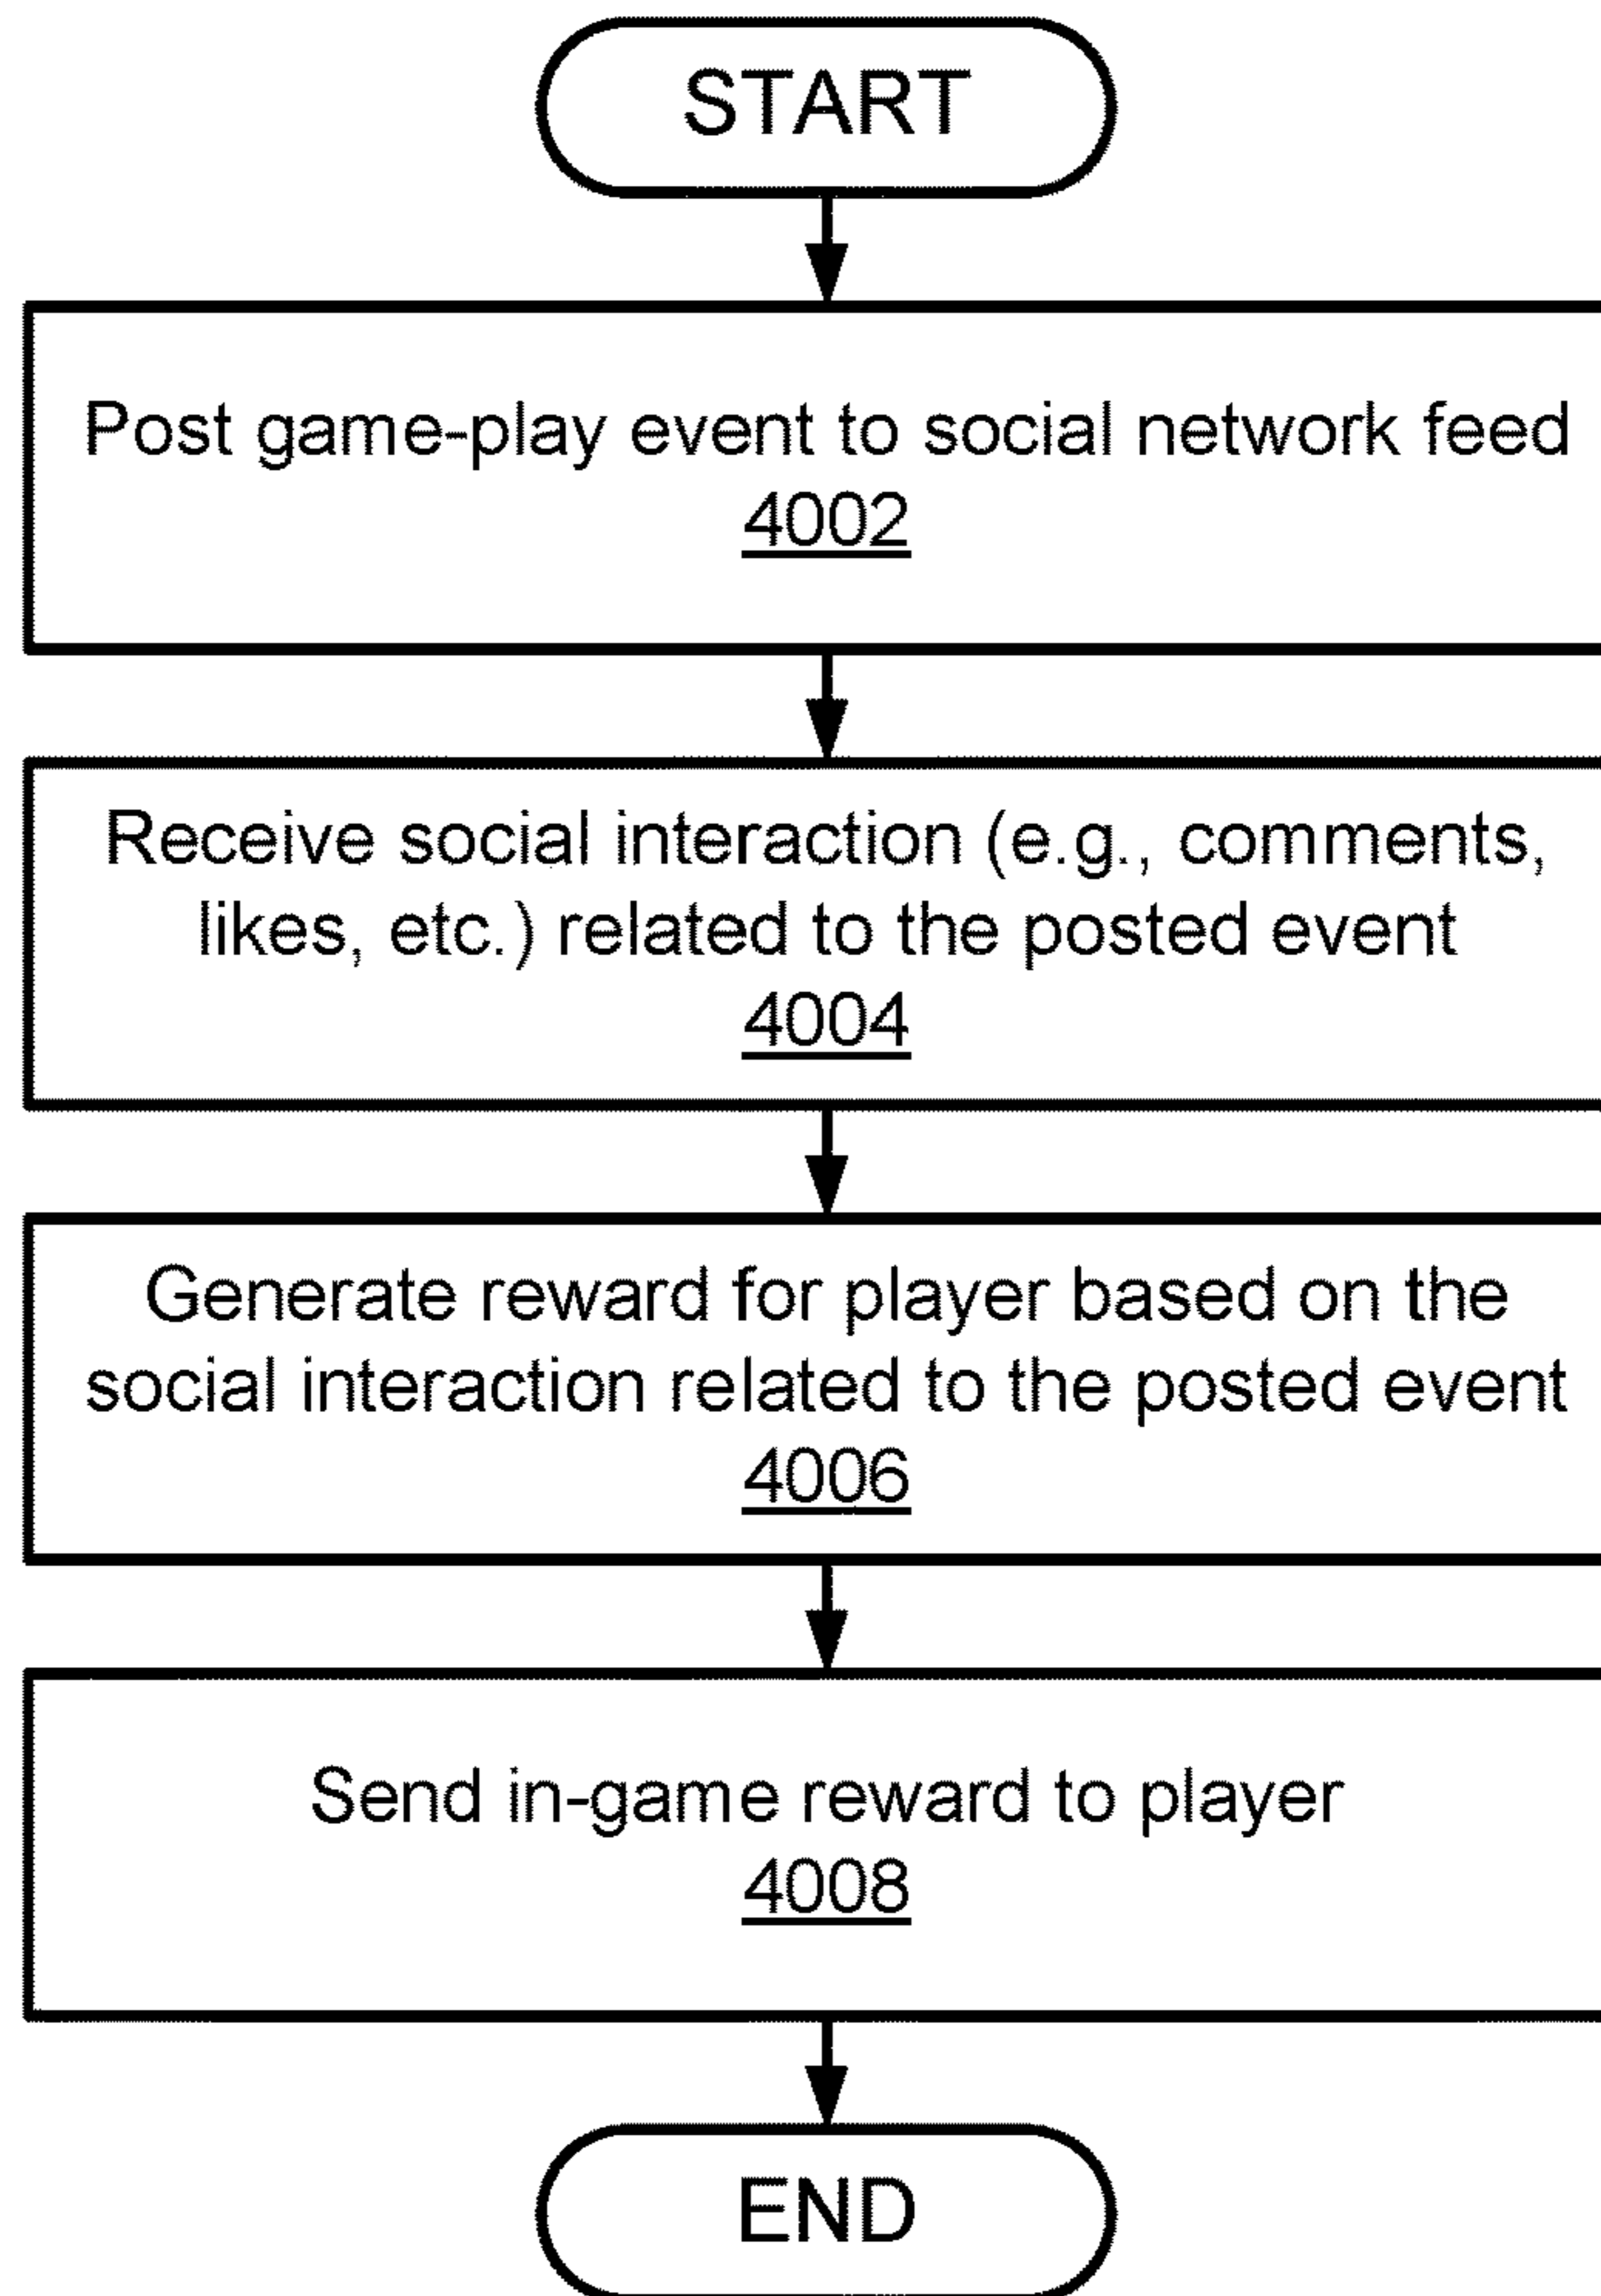 START
Post game-play event to social network feed
4002
Receive social interaction (e.g., comments,
likes, etc.) related to the posted event
4004
Generate reward for player based on the
social interaction related to the posted event
4006
Send in-game reward to player
4008
END